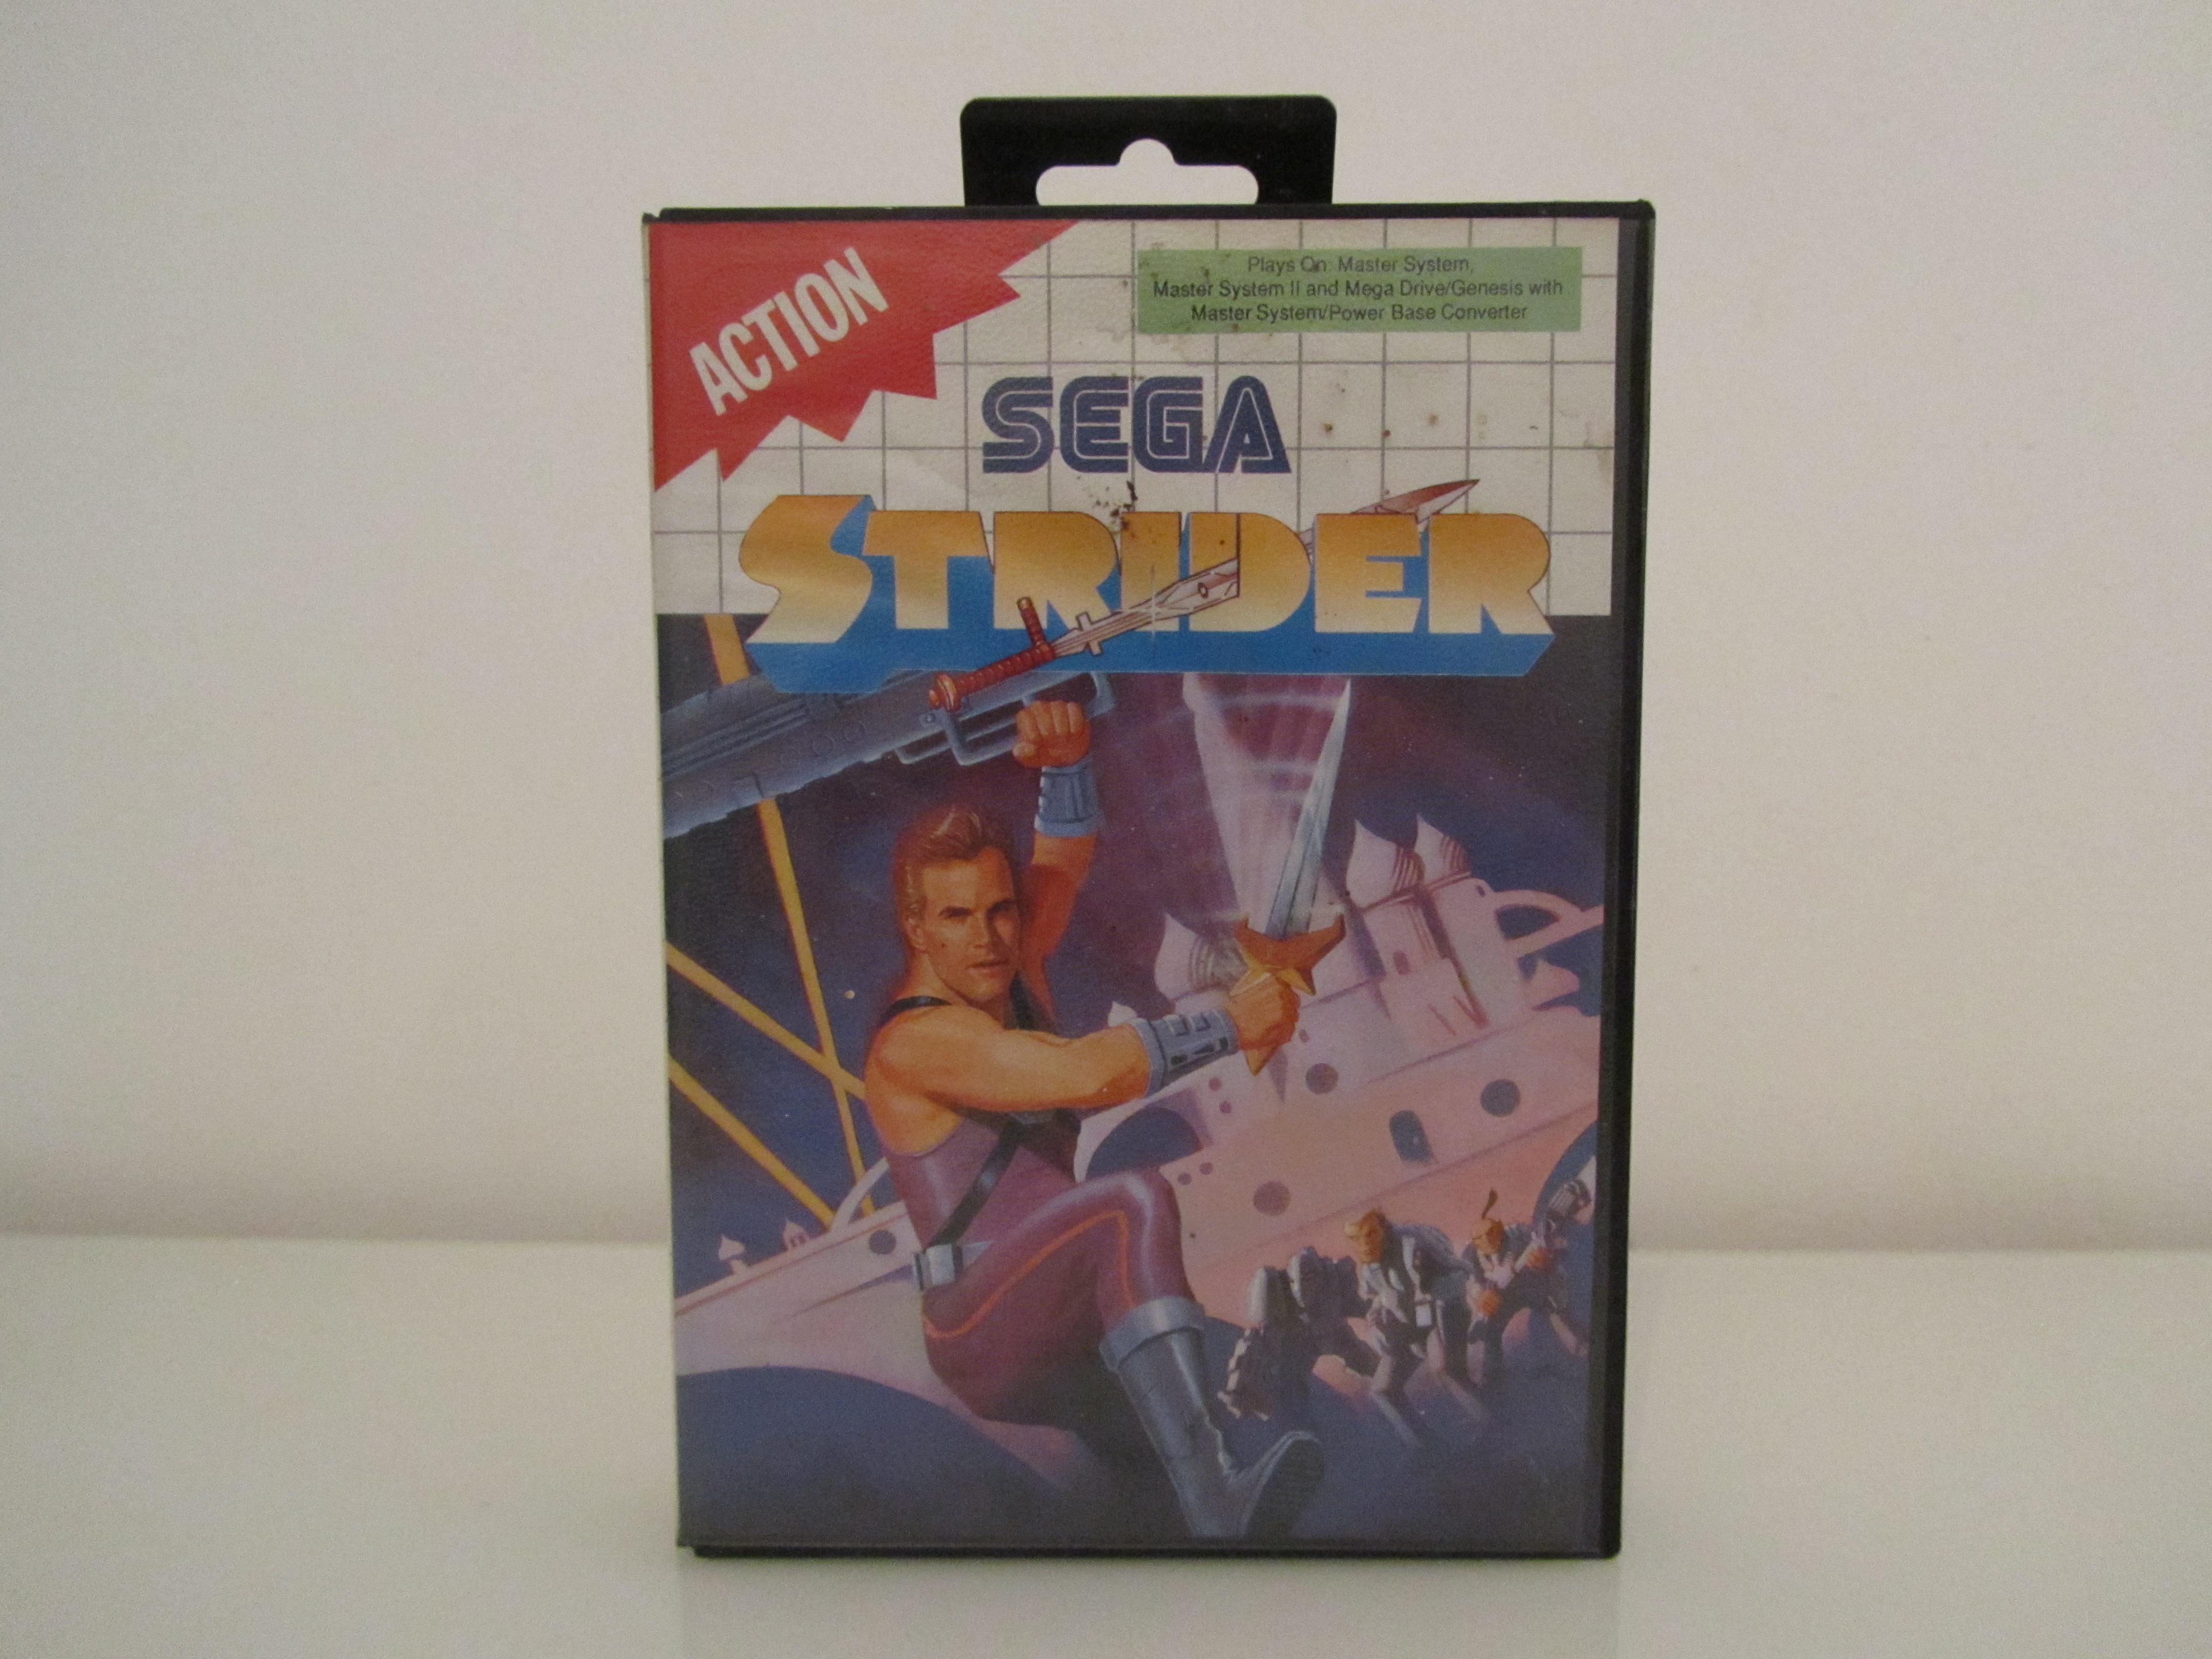 ACTION
Plays On: Master System,
Master System II and Mega Drive/Genesis with
Master System/Power Base Converter
SEGA
STRIDER